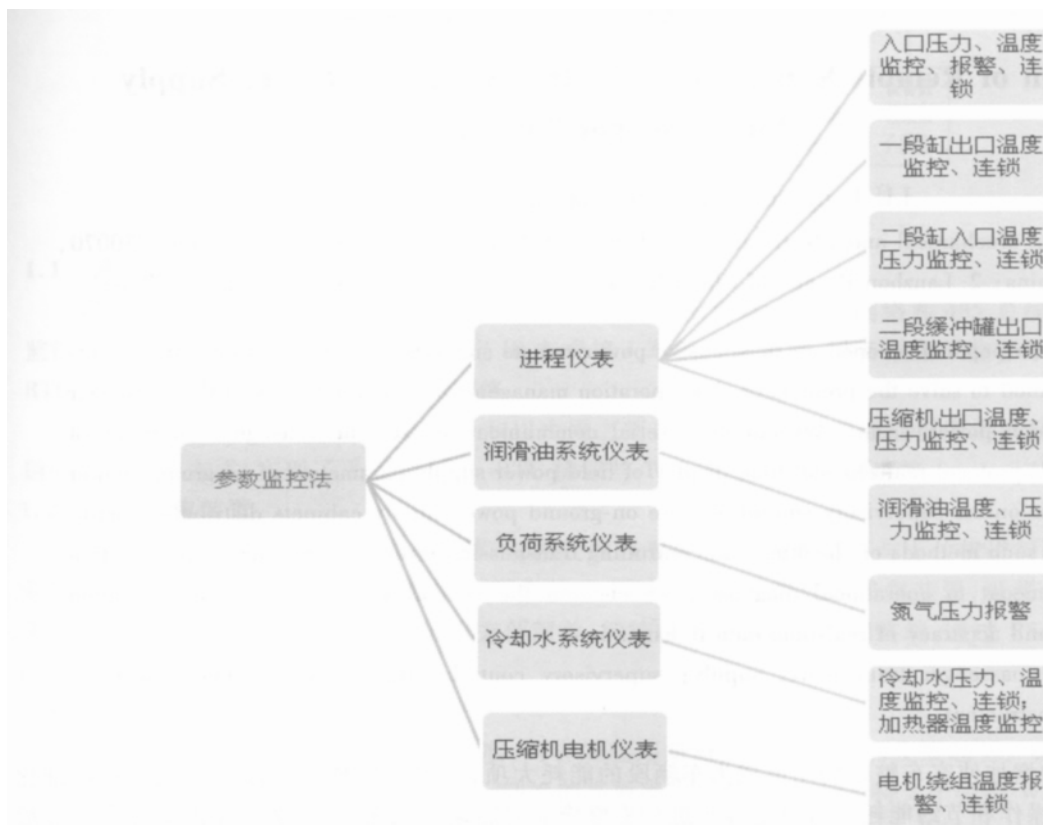 参数监控法
进程仪表
润滑油系统仪表
负荷系统仪表
冷却水系统仪表
压缩机电机仪表
入口压力、温度
监控、报警、连
锁
一段缸出口温度
监控、连锁
二段缸入口温度
压力监控、连锁
二段缓冲罐出口
温度监控、连锁
压缩机出口温度、
压力监控、连锁
润滑油温度、压
力监控、连锁
氮气压力报警
冷却水压力、温
度监控、连锁;
加热器温度监控
电机绕组温度报
警、连锁